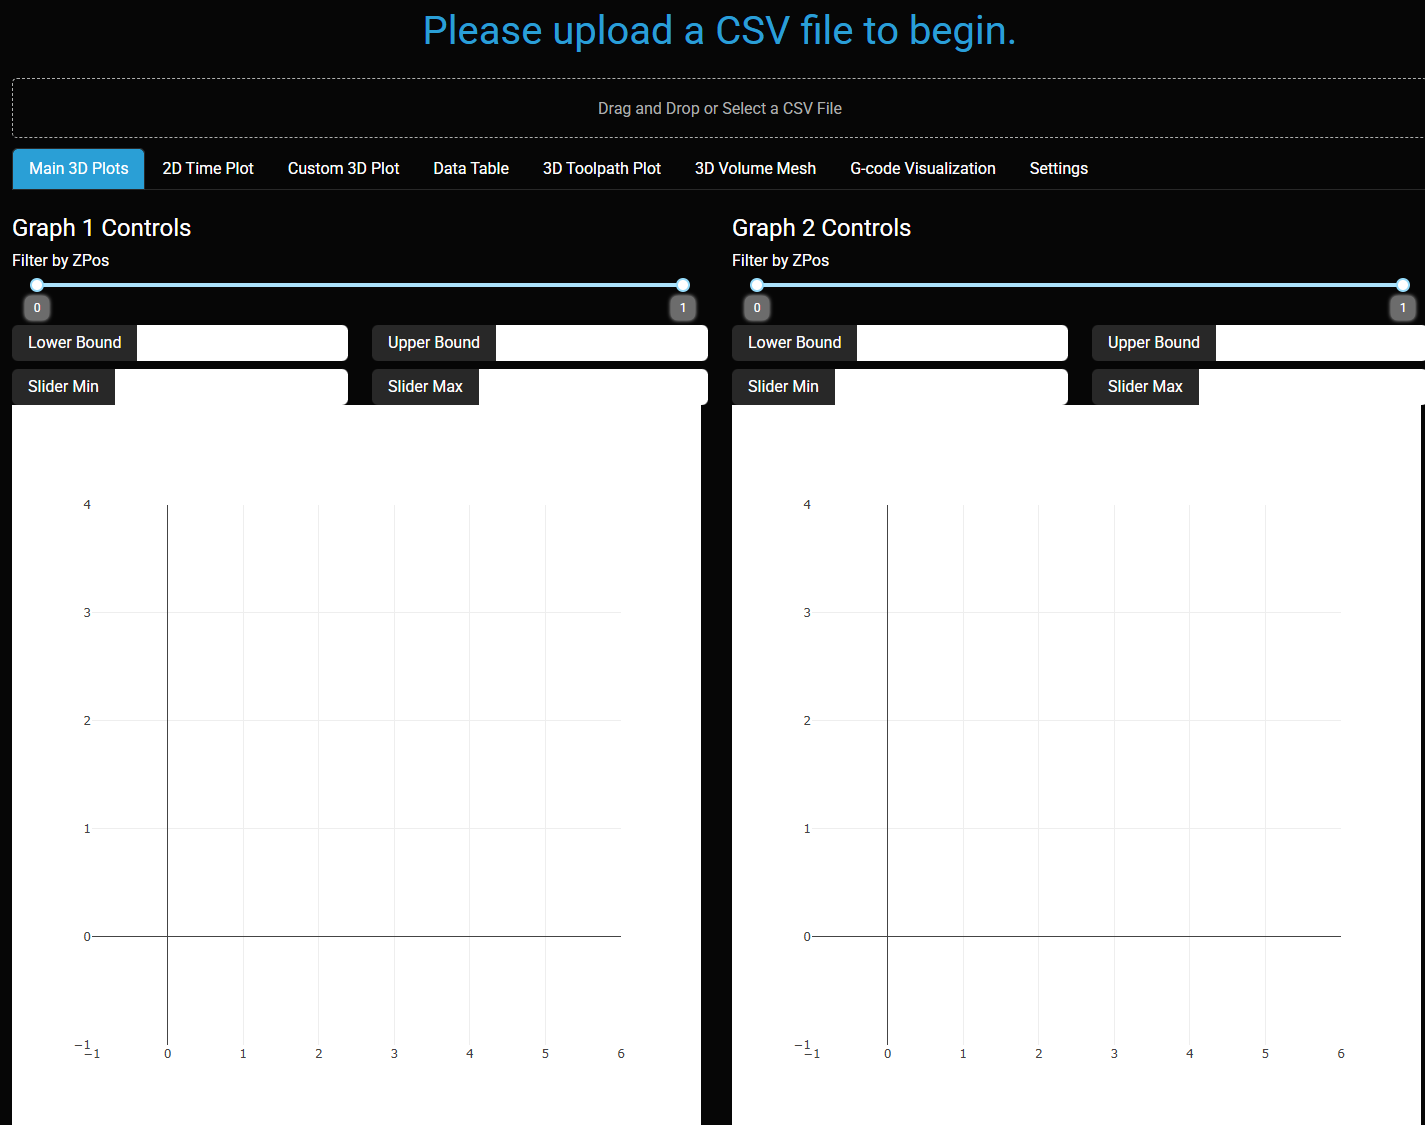 Please upload a CSV file to begin.
Drag and Drop or Select a CSV File
Main 3D Plots 2D Time Plot Custom 3D Plot Data Table 3D Toolpath Plot 3D Volume Mesh G-code Visualization Settings
Graph 1 Controls
Filter by ZPos
0 1
Lower Bound Upper Bound
Slider Min Slider Max
4
3
2
1
0
−1
−1 0 1 2 3 4 5 6
Graph 2 Controls
Filter by ZPos
0 1
Lower Bound Upper Bound
Slider Min Slider Max
4
3
2
1
0
−1
−1 0 1 2 3 4 5 6